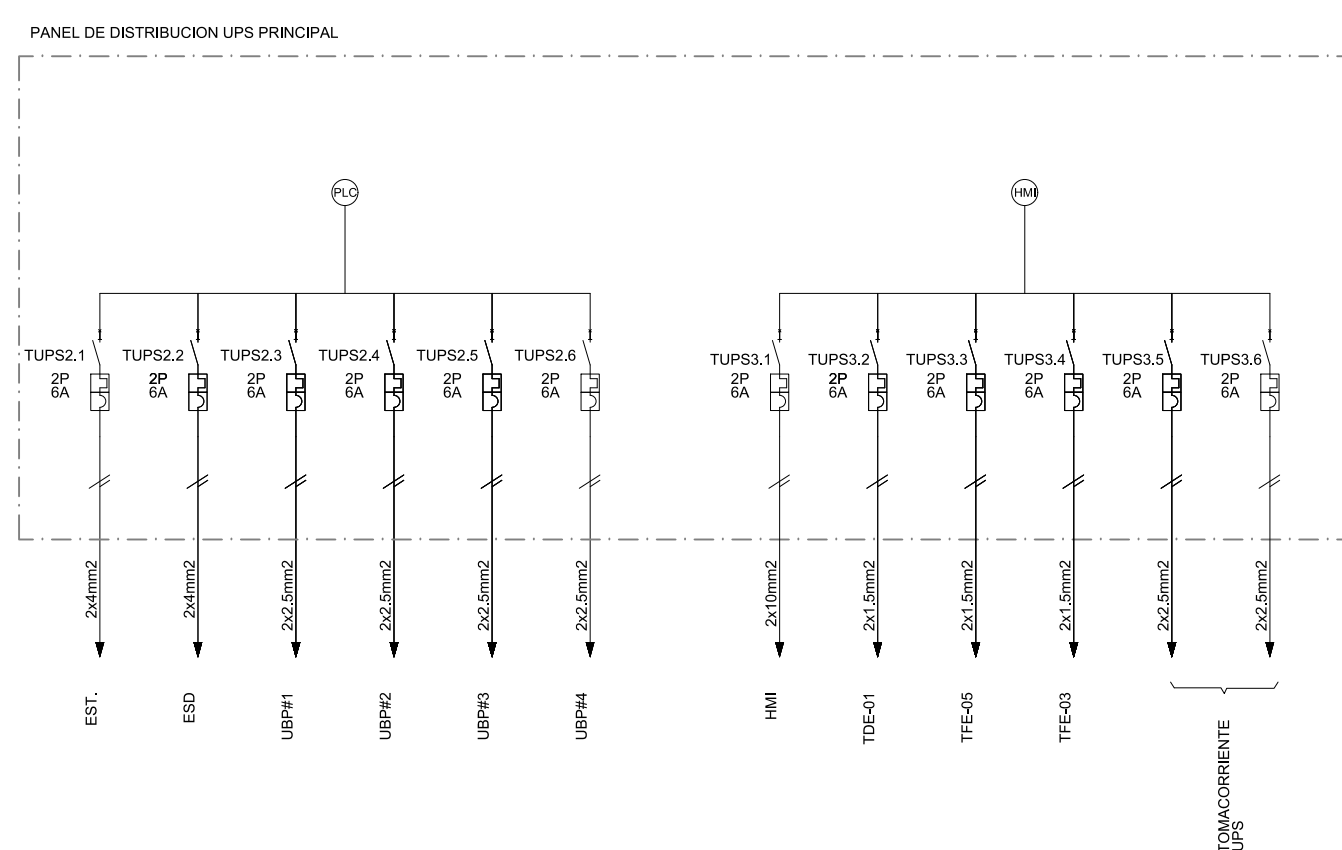 PANEL DE DISTRIBUCION UPS PRINCIPAL
PLC
HMI
TUPS2.1
2P
6A
TUPS2.2
2P
6A
TUPS2.3
2P
6A
TUPS2.4
2P
6A
TUPS2.5
2P
6A
TUPS2.6
2P
6A
TUPS3.1
2P
6A
TUPS3.2
2P
6A
TUPS3.3
2P
6A
TUPS3.4
2P
6A
TUPS3.5
2P
6A
TUPS3.6
2P
6A
2x4mm2
2x4mm2
2x2.5mm2
2x2.5mm2
2x2.5mm2
2x2.5mm2
2x10mm2
2x1.5mm2
2x1.5mm2
2x1.5mm2
2x2.5mm2
2x2.5mm2
EST.
ESD
UBP#1
UBP#2
UBP#3
UBP#4
HMI
TDE-01
TFE-05
TFE-03
TOMACORRIENTE
UPS